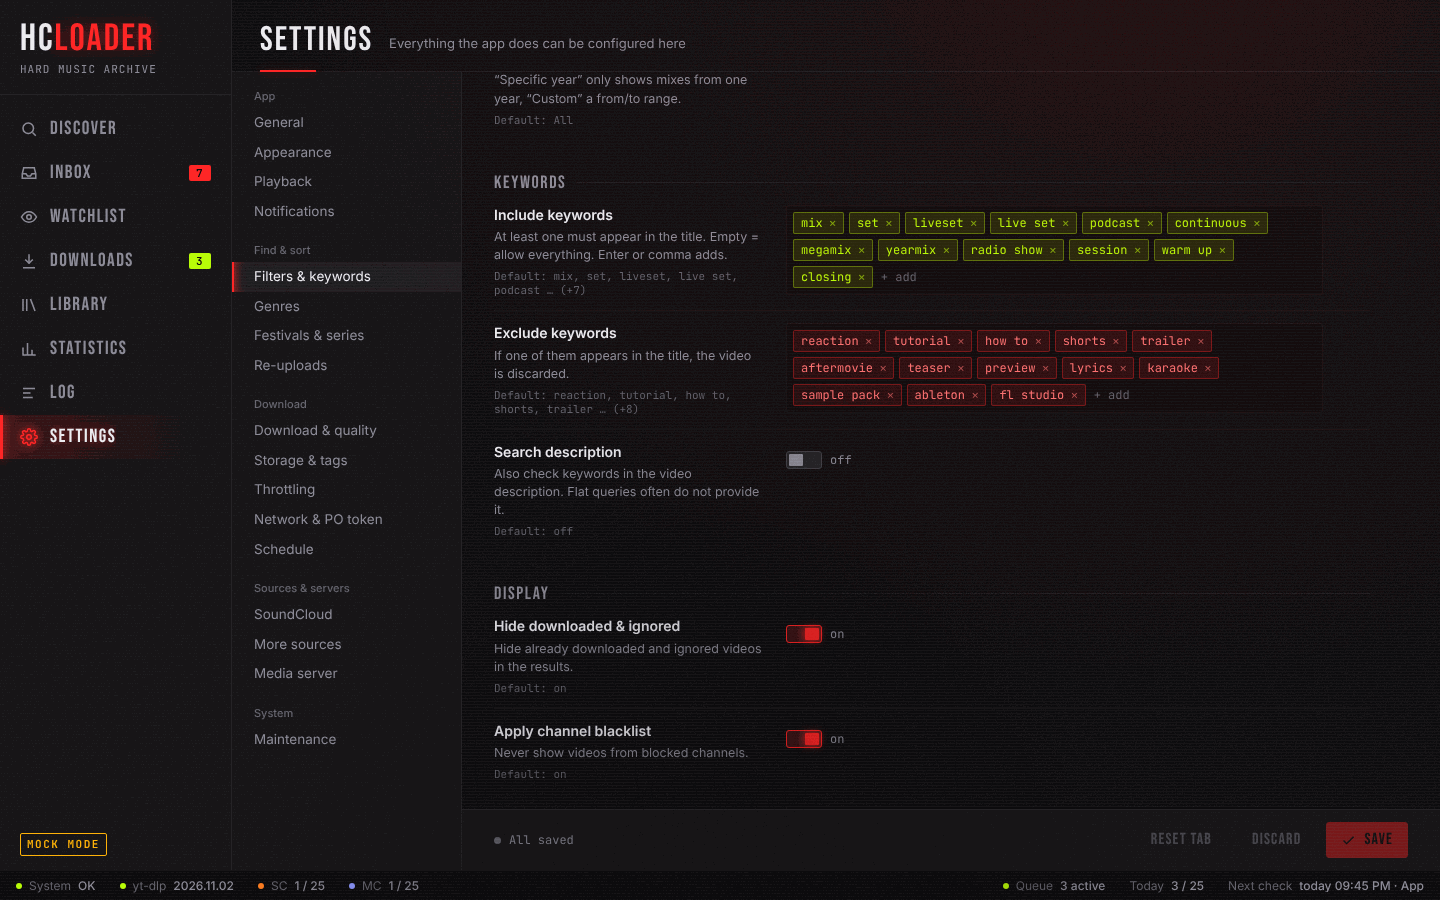 HCLOADER
HARD MUSIC ARCHIVE
DISCOVER
INBOX 7
WATCHLIST
DOWNLOADS 3
LIBRARY
STATISTICS
LOG
SETTINGS
MOCK MODE
SETTINGS Everything the app does can be configured here
App
General
Appearance
Playback
Notifications
Find & sort
Filters & keywords
Genres
Festivals & series
Re-uploads
Download
Download & quality
Storage & tags
Throttling
Network & PO token
Schedule
Sources & servers
SoundCloud
More sources
Media server
System
Maintenance
“Specific year” only shows mixes from one
year, “Custom” a from/to range.
Default: All
KEYWORDS
Include keywords
At least one must appear in the title. Empty =
allow everything. Enter or comma adds.
Default: mix, set, liveset, live set,
podcast … (+7)
mix × set × liveset × live set × podcast × continuous ×
megamix × yearmix × radio show × session × warm up ×
closing × + add
Exclude keywords
If one of them appears in the title, the video
is discarded.
Default: reaction, tutorial, how to,
shorts, trailer … (+8)
reaction × tutorial × how to × shorts × trailer ×
aftermovie × teaser × preview × lyrics × karaoke ×
sample pack × ableton × fl studio × + add
Search description
Also check keywords in the video
description. Flat queries often do not provide
it.
Default: off
off
DISPLAY
Hide downloaded & ignored
Hide already downloaded and ignored videos
in the results.
Default: on
on
Apply channel blacklist
Never show videos from blocked channels.
Default: on
on
All saved
RESET TAB DISCARD SAVE
System OK yt-dlp 2026.11.02 SC 1 / 25 MC 1 / 25
Queue 3 active Today 3 / 25 Next check today 09:45 PM · App